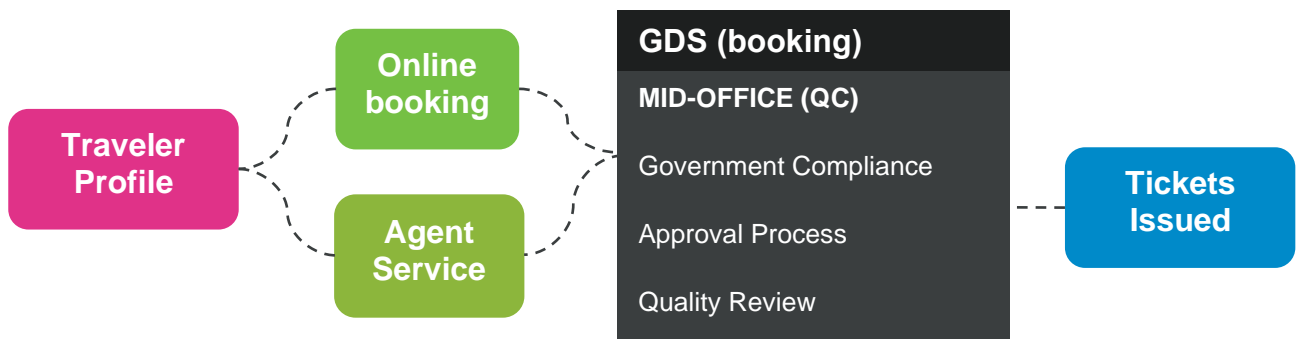 Traveler
Profile
Online
booking
Agent
Service
GDS (booking)
MID-OFFICE (QC)
Government Compliance
Approval Process
Quality Review
Tickets
Issued